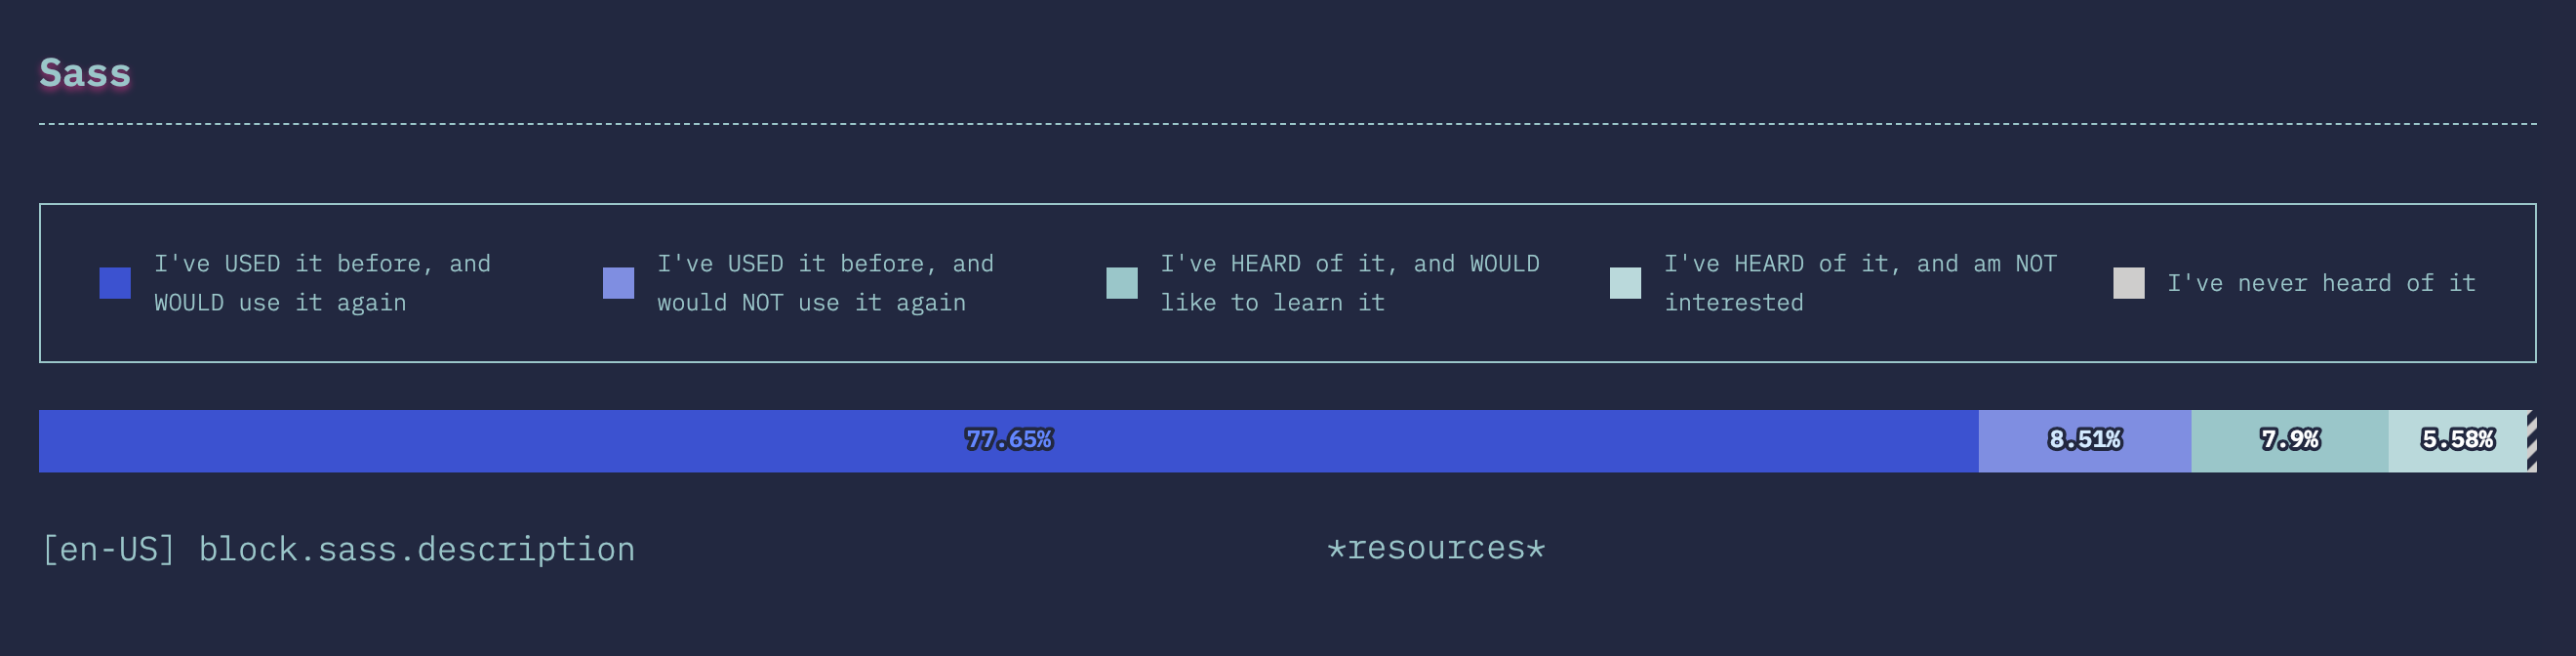 Sass
I've USED it before, and
WOULD use it again
I've USED it before, and
would NOT use it again
I've HEARD of it, and WOULD
like to learn it
I've HEARD of it, and am NOT
interested
I've never heard of it
77.65%
8.51%
7.9%
5.58%
[en-US] block.sass.description
*resources*